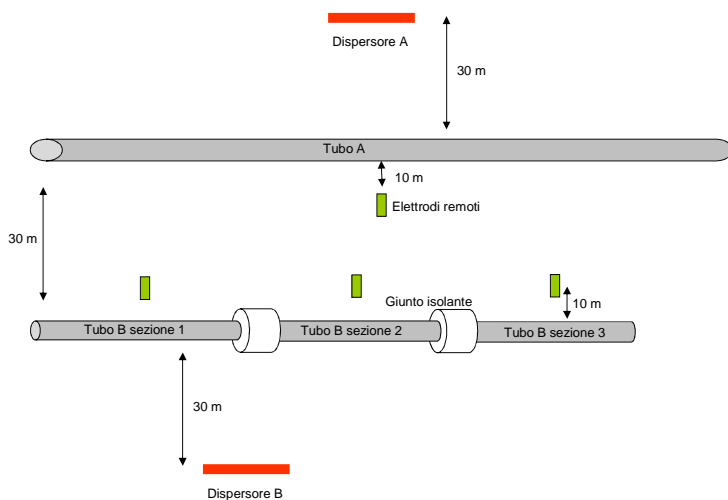 Dispersore A
30 m
Tubo A
10 m
Elettrodi remoti
30 m
Giunto isolante
10 m
Tubo B sezione 1
Tubo B sezione 2
Tubo B sezione 3
30 m
Dispersore B